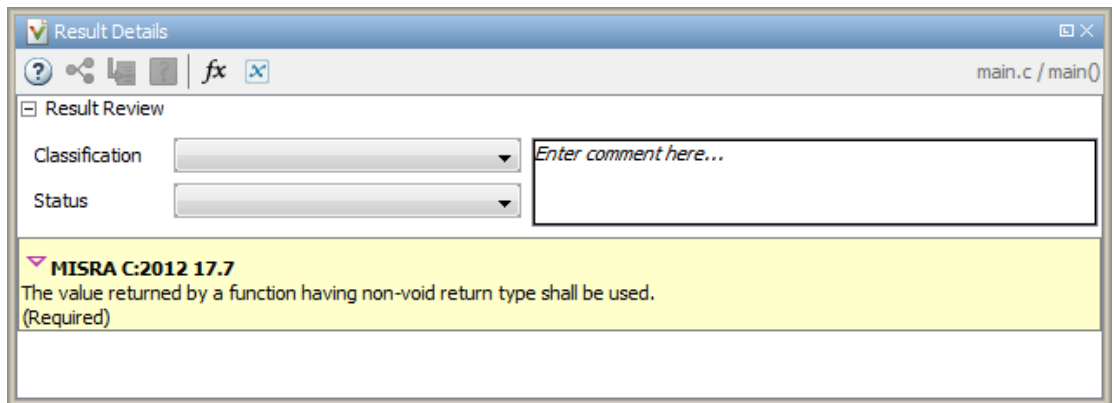 Result Details
? fx x main.c / main()
Result Review
Classification
Enter comment here...
Status
MISRA C:2012 17.7
The value returned by a function having non-void return type shall be used.
(Required)